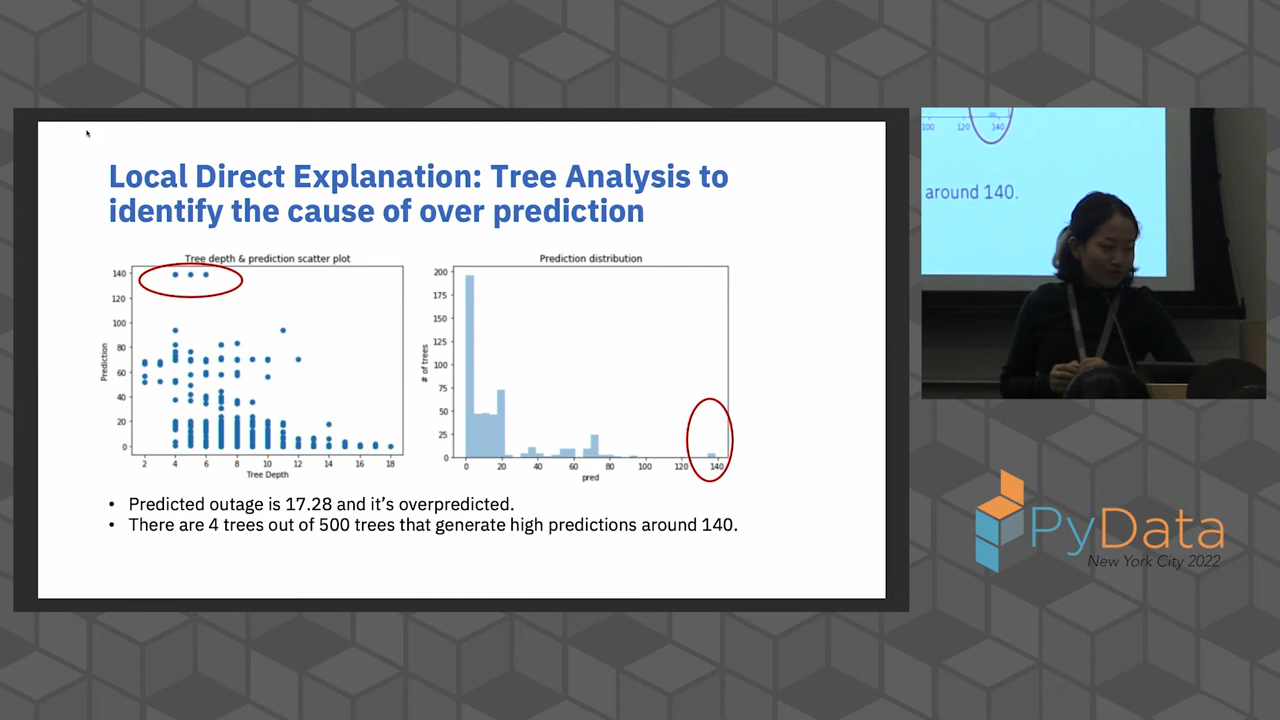 Local Direct Explanation: Tree Analysis to
identify the cause of over prediction
Tree depth & prediction scatter plot
Prediction
140
120
100
80
60
40
20
0
2 4 6 8 10 12 14 16 18
Tree Depth
Prediction distribution
# of trees
200
175
150
125
100
75
50
25
0
0 20 40 60 80 100 120 140
pred
• Predicted outage is 17.28 and it's overpredicted.
• There are 4 trees out of 500 trees that generate high predictions around 140.
100 120 140
around 140.
PyData
New York City 2022